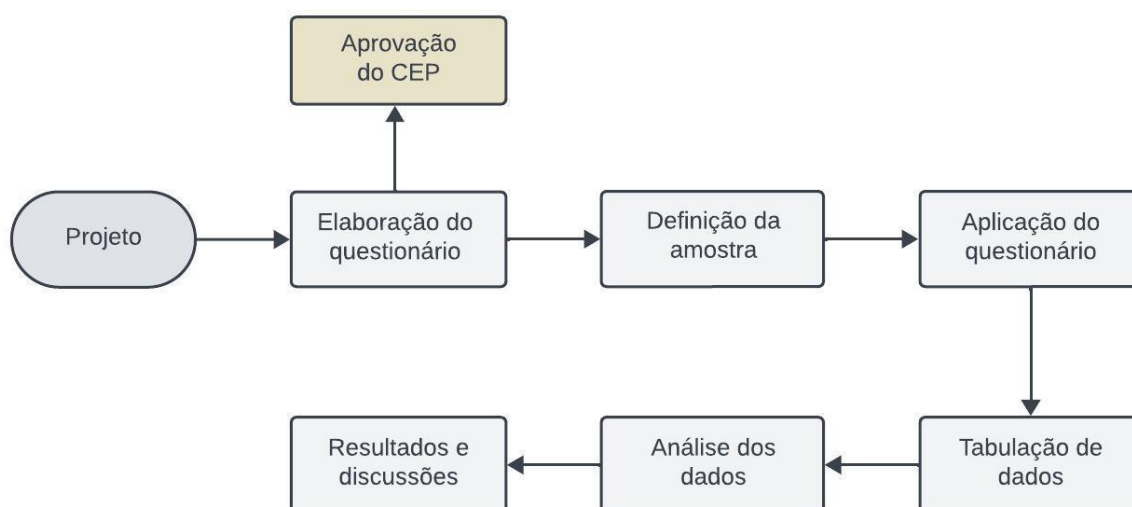 Aprovação
do CEP
Projeto
Elaboração do
questionário
Definição da
amostra
Aplicação do
questionário
Resultados e
discussões
Análise dos
dados
Tabulação de
dados